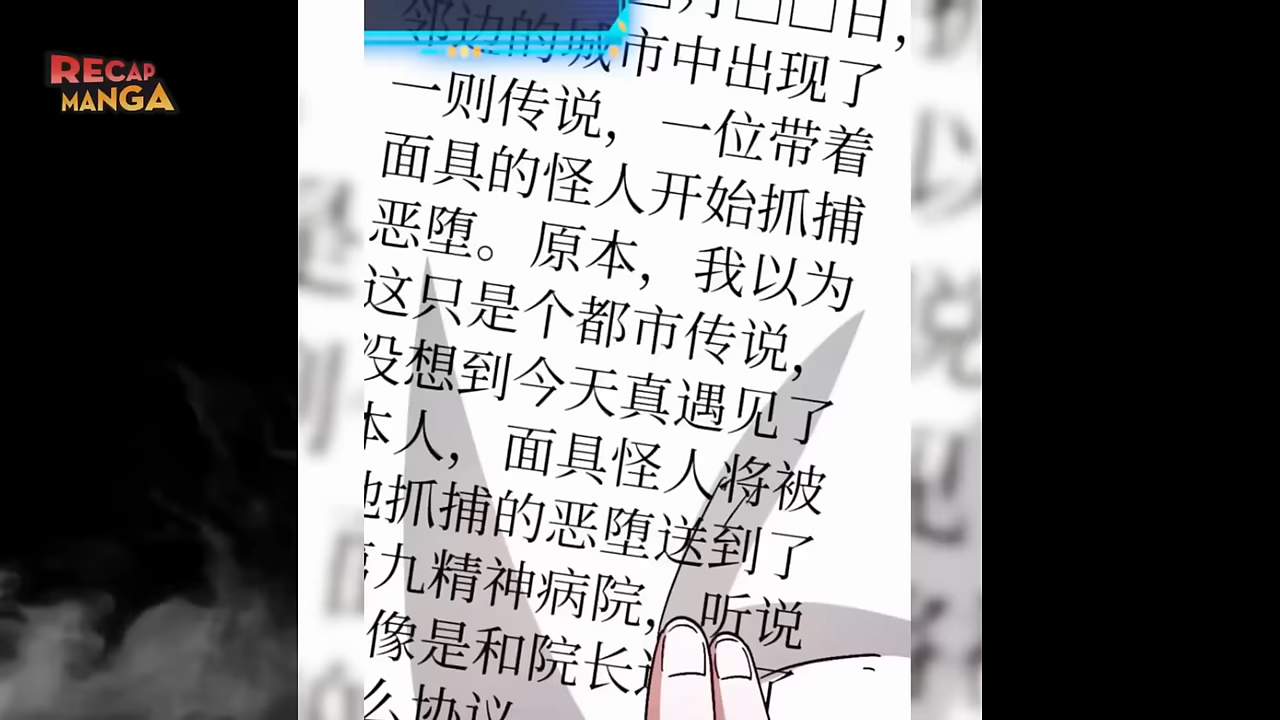 RECAP
MANGA
月□□日，
邻边的城市中出现了
一则传说，一位带着
面具的怪人开始抓捕
恶堕。原本，我以为
这只是个都市传说，
没想到今天真遇见了
本人，面具怪人将被
他抓捕的恶堕送到了
第九精神病院，听说
像是和院长
么协议